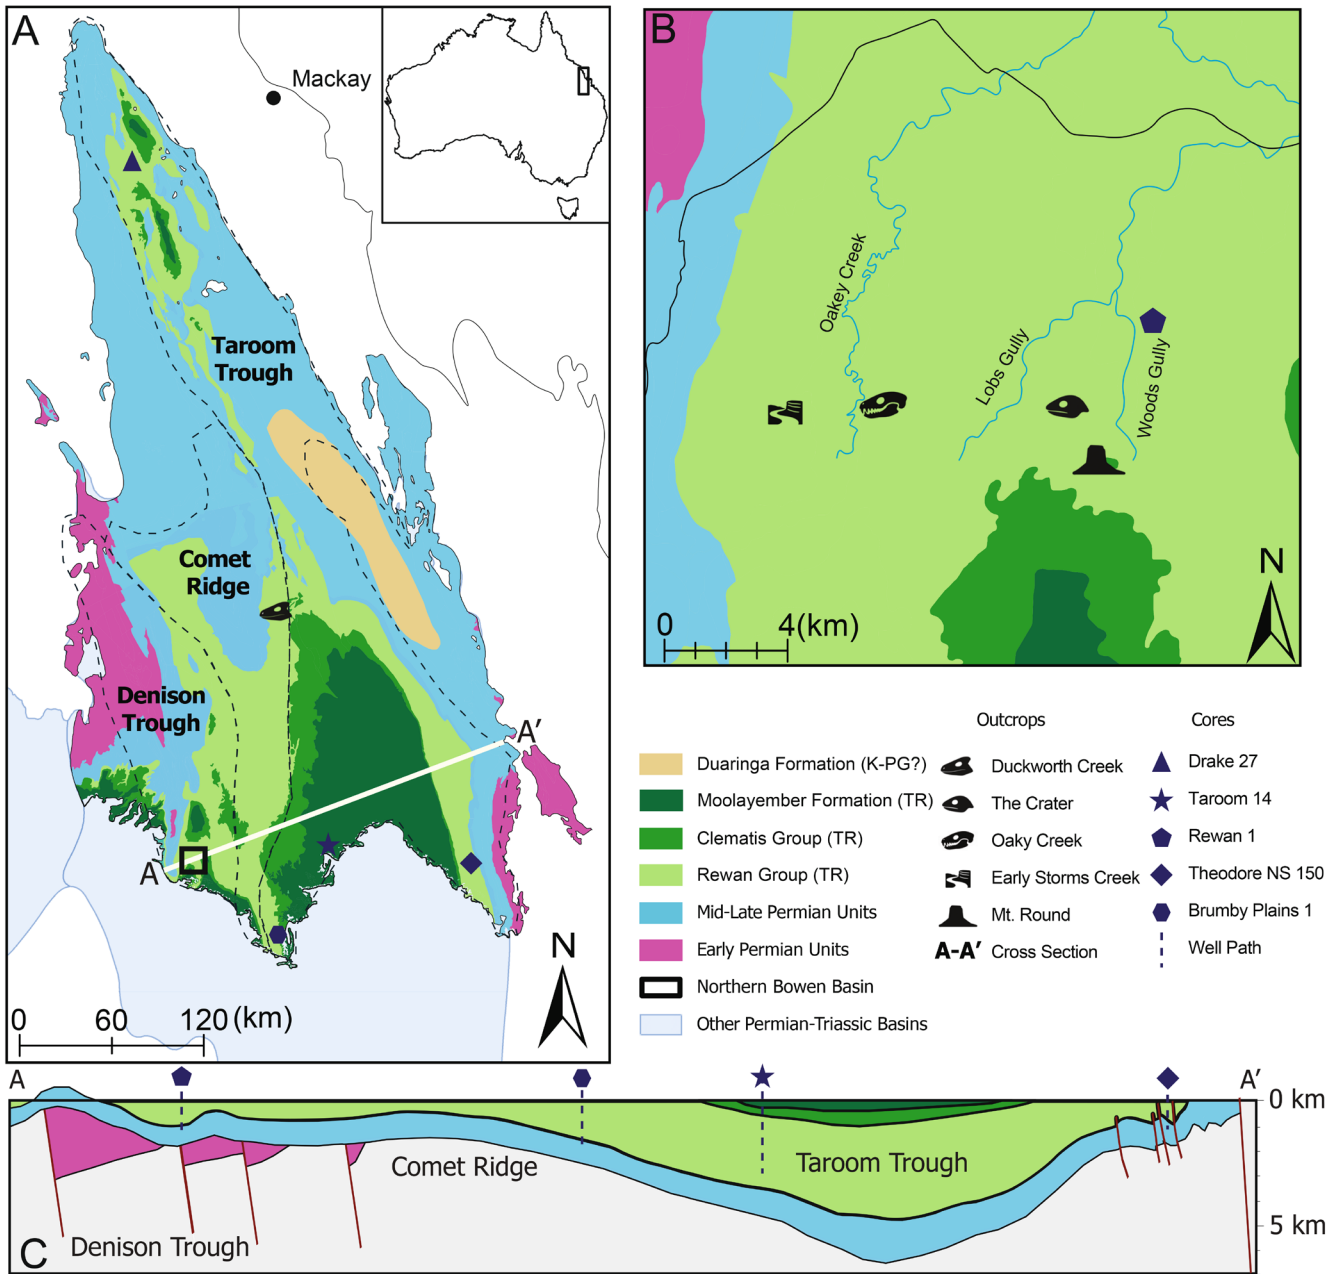 A
Mackay
Taroom
Trough
Comet
Ridge
Denison
Trough
A'
A
N
0 60 120 (km)
B
Oakey Creek
Lobs Gully
Woods Gully
N
0 4(km)
Outcrops
Cores
Duaringa Formation (K-PG?)
Moolayember Formation (TR)
Clematis Group (TR)
Rewan Group (TR)
Mid-Late Permian Units
Early Permian Units
Northern Bowen Basin
Other Permian-Triassic Basins
Duckworth Creek
The Crater
Oaky Creek
Early Storms Creek
Mt. Round
A-A' Cross Section
Drake 27
Taroom 14
Rewan 1
Theodore NS 150
Brumby Plains 1
Well Path
A
A'
0 km
Comet Ridge
Taroom Trough
5 km
Denison Trough
C